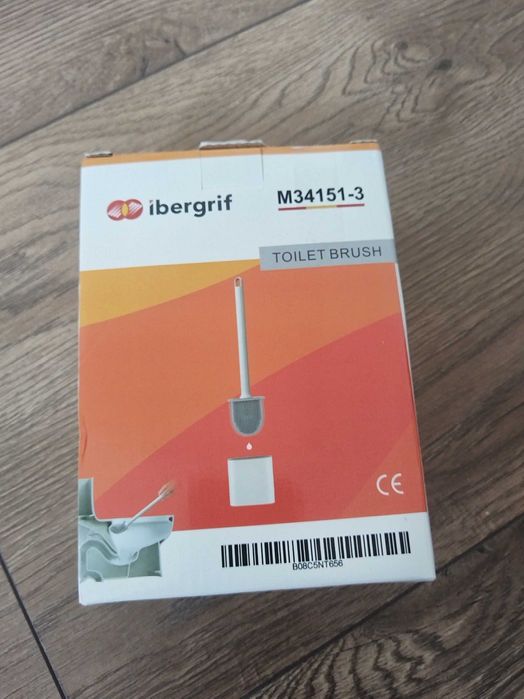 ibergrif
M34151-3
TOILET BRUSH
CE
B08C5NT656